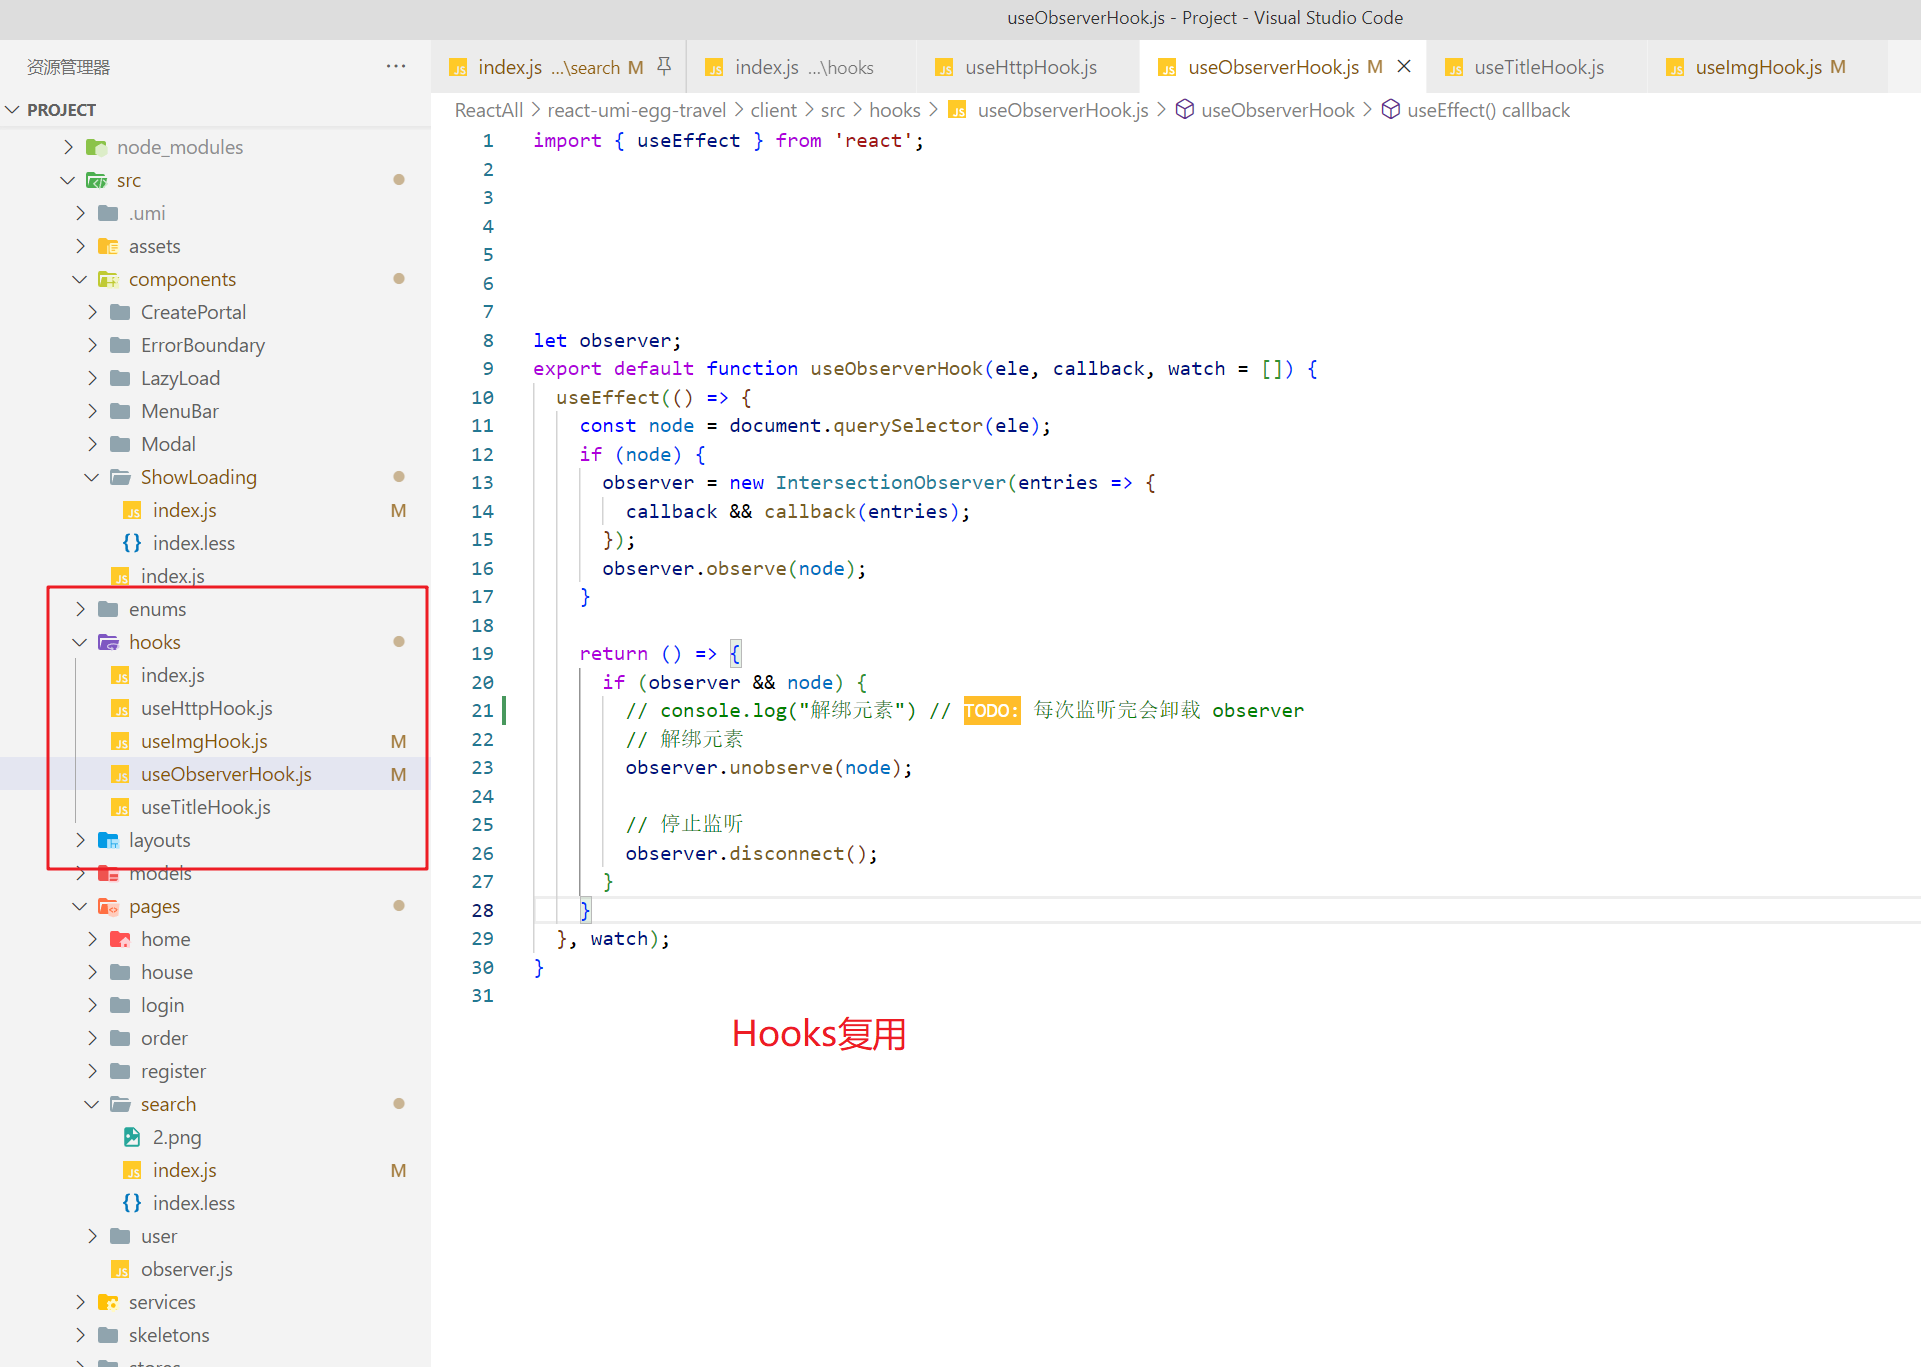 useObserverHook.js - Project - Visual Studio Code
资源管理器
PROJECT
node_modules
src
.umi
assets
components
CreatePortal
ErrorBoundary
LazyLoad
MenuBar
Modal
ShowLoading
index.js M
index.less
index.js
enums
hooks
index.js
useHttpHook.js
useImgHook.js M
useObserverHook.js M
useTitleHook.js
layouts
models
pages
home
house
login
order
register
search
2.png
index.js M
index.less
user
observer.js
services
skeletons
stores
index.js ...\search M
index.js ...\hooks
useHttpHook.js
useObserverHook.js M
useTitleHook.js
useImgHook.js M
ReactAll > react-umi-egg-travel > client > src > hooks > useObserverHook.js > useObserverHook > useEffect() callback
1 import { useEffect } from 'react';
2
3
4
5
6
7
8 let observer;
9 export default function useObserverHook(ele, callback, watch = []) {
10 useEffect(() => {
11 const node = document.querySelector(ele);
12 if (node) {
13 observer = new IntersectionObserver(entries => {
14 callback && callback(entries);
15 });
16 observer.observe(node);
17 }
18
19 return () => {
20 if (observer && node) {
21 // console.log("解绑元素") // TODO: 每次监听完会卸载 observer
22 // 解绑元素
23 observer.unobserve(node);
24
25 // 停止监听
26 observer.disconnect();
27 }
28 }
29 }, watch);
30 }
31
Hooks复用